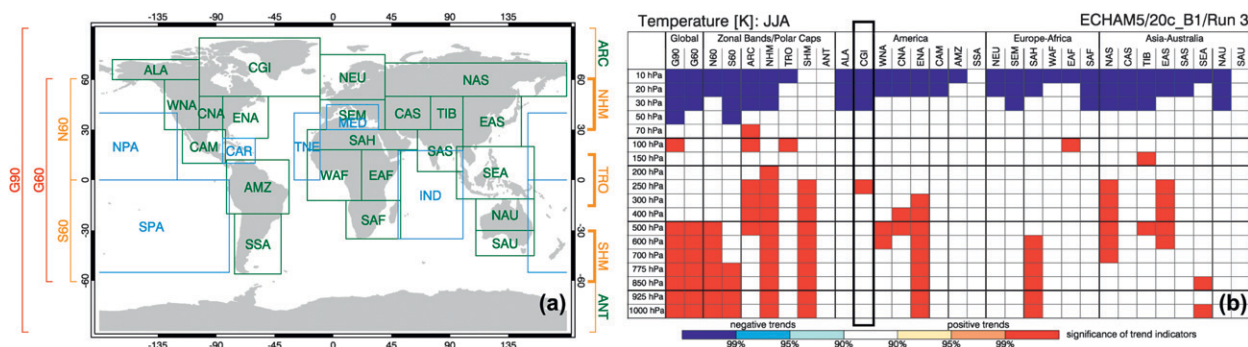 -135 -90 -45 0 45 90 135
G90
G60
N60
S60
60
30
0
-30
-60
ALA
CGI
NEU
NAS
WNA
CNA
ENA
SEM
MED
CAS
TIB
EAS
NPA
CAM
CAR
TNE
SAH
SAS
WAF
EAF
SEA
AMZ
IND
SPA
SAF
NAU
SSA
SAU
60
30
0
-30
-60
ARC
NHM
TRO
SHM
ANT
(a)
-135 -90 -45 0 45 90 135
Temperature [K]: JJA ECHAM5/20c_B1/Run 3
Global Zonal Bands/Polar Caps America Europe-Africa Asia-Australia
G90 G60 N60 S60 ARC NHM TRO SHM ANT ALA CGI WNA CNA ENA CAM AMZ SSA NEU SEM SAH WAF EAF SAF NAS CAS TIB EAS SAS SEA NAU SAU
10 hPa
20 hPa
30 hPa
50 hPa
70 hPa
100 hPa
150 hPa
200 hPa
250 hPa
300 hPa
400 hPa
500 hPa
600 hPa
700 hPa
775 hPa
850 hPa
925 hPa
1000 hPa
(b)
negative trends positive trends significance of trend indicators
99% 95% 90% 90% 95% 99%